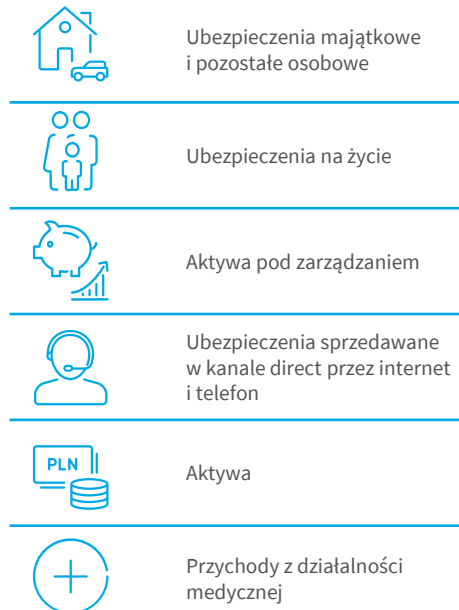 Ubezpieczenia majątkowe
i pozostałe osobowe
Ubezpieczenia na życie
Aktywa pod zarządzaniem
Ubezpieczenia sprzedawane
w kanale direct przez internet
i telefon
PLN
Aktywa
Przychody z działalności
medycznej